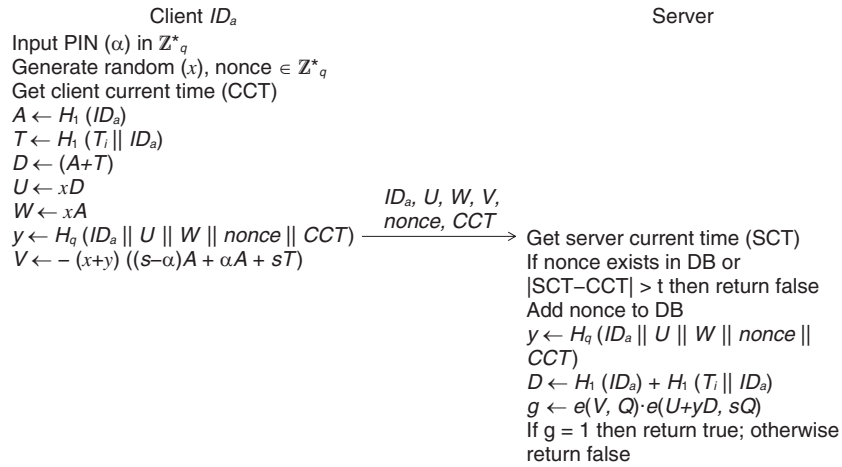 Client IDₐ
Input PIN (α) in ℤ*q
Generate random (x), nonce ∈ ℤ*q
Get client current time (CCT)
A ← H₁ (IDₐ)
T ← H₁ (Tᵢ || IDₐ)
D ← (A+T)
U ← xD
W ← xA
y ← Hq (IDₐ || U || W || nonce || CCT)
V ← − (x+y) ((s−α)A + αA + sT)
IDₐ, U, W, V,
nonce, CCT
Server
Get server current time (SCT)
If nonce exists in DB or
|SCT−CCT| > t then return false
Add nonce to DB
y ← Hq (IDₐ || U || W || nonce ||
CCT)
D ← H₁ (IDₐ) + H₁ (Tᵢ || IDₐ)
g ← e(V, Q)·e(U+yD, sQ)
If g = 1 then return true; otherwise
return false